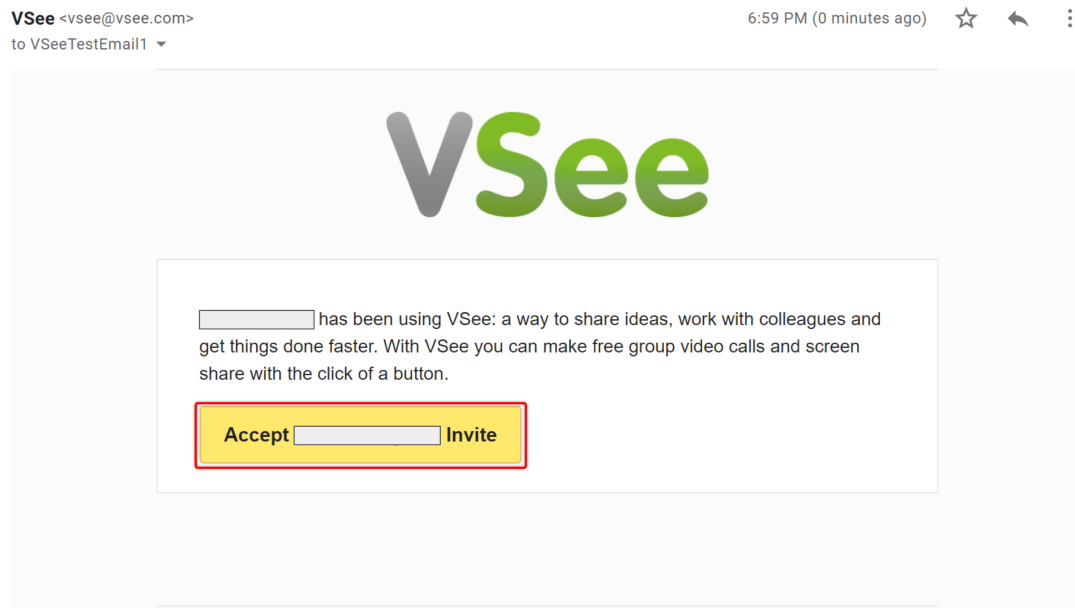 VSee <vsee@vsee.com>
6:59 PM (0 minutes ago)
to VSeeTestEmail1
VSee
has been using VSee: a way to share ideas, work with colleagues and
get things done faster. With VSee you can make free group video calls and screen
share with the click of a button.
Accept Invite